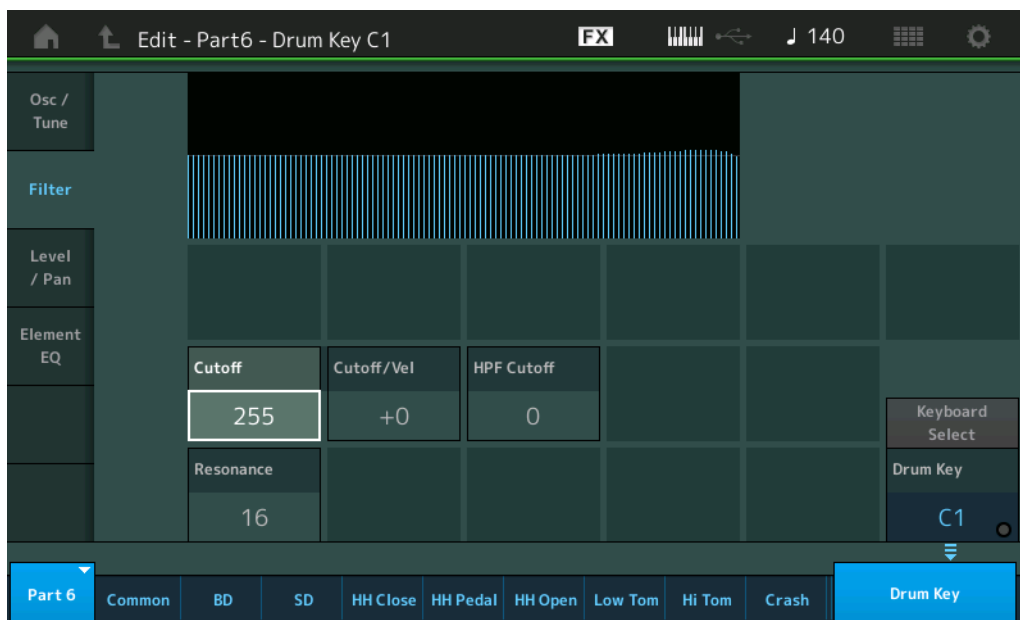 Edit - Part6 - Drum Key C1
FX
♩ 140
Osc /
Tune
Filter
Level
/ Pan
Element
EQ
Cutoff
255
Cutoff/Vel
+0
HPF Cutoff
0
Resonance
16
Keyboard
Select
Drum Key
C1
Part 6
Common
BD
SD
HH Close
HH Pedal
HH Open
Low Tom
Hi Tom
Crash
Drum Key